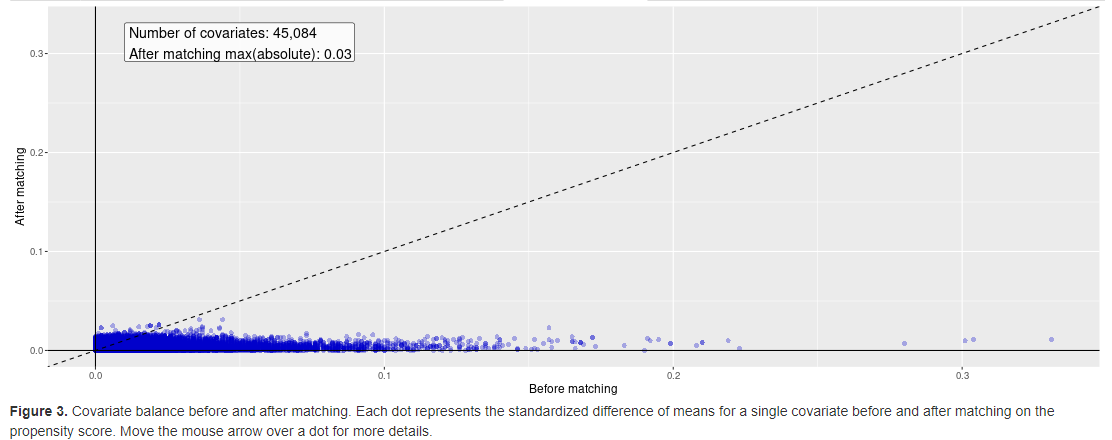 Number of covariates: 45,084
After matching max(absolute): 0.03
After matching
0.3
0.2
0.1
0.0
0.0 0.1 0.2 0.3
Before matching
Figure 3. Covariate balance before and after matching. Each dot represents the standardized difference of means for a single covariate before and after matching on the
propensity score. Move the mouse arrow over a dot for more details.